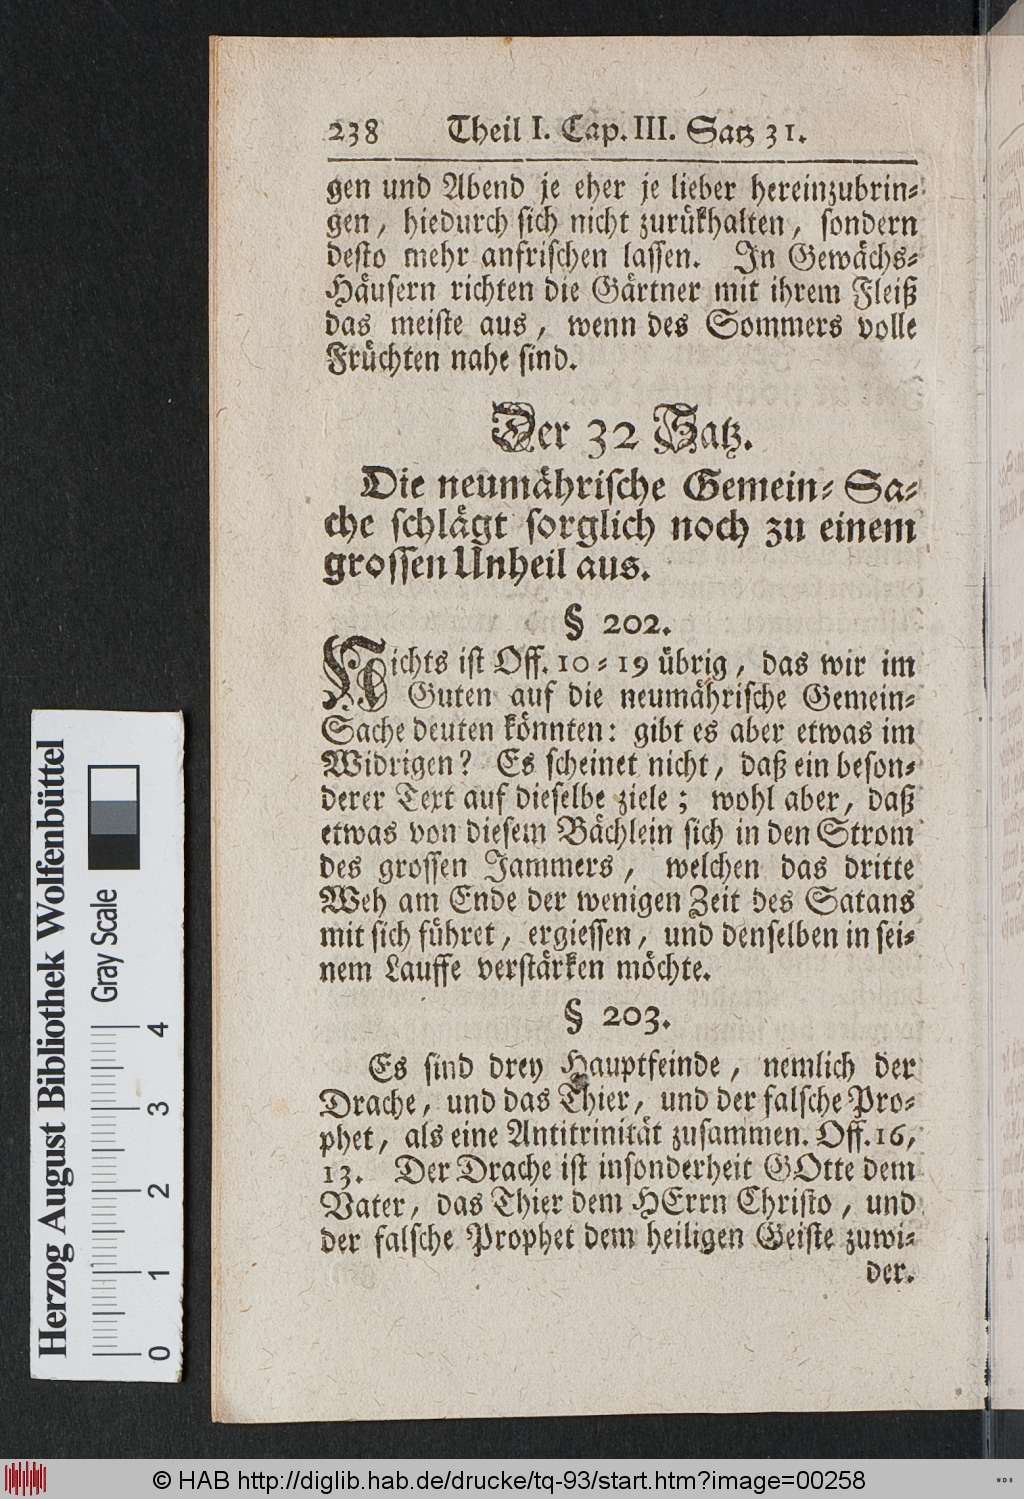 238 Theil I. Cap. III. Satz 31.
gen und Abend je eher je lieber hereinzubrin-
gen, hiedurch sich nicht zurükhalten, sondern
desto mehr anfrischen lassen. In Gewächs-
Häusern richten die Gärtner mit ihrem Fleiß
das meiste aus, wenn des Sommers volle
Früchten nahe sind.
Der 32 Satz.
Die neumährische Gemein-Sa-
che schlägt sorglich noch zu einem
grossen Unheil aus.
§ 202.
Nichts ist Off. 10-19 übrig, das wir im
Guten auf die neumährische Gemein-
Sache deuten könnten: gibt es aber etwas im
Widrigen? Es scheinet nicht, daß ein beson-
derer Text auf dieselbe ziele; wohl aber, daß
etwas von diesem Bächlein sich in den Strom
des grossen Jammers, welchen das dritte
Weh am Ende der wenigen Zeit des Satans
mit sich führet, ergiessen, und denselben in sei-
nem Lauffe verstärken möchte.
§ 203.
Es sind drey Hauptfeinde, nemlich der
Drache, und das Thier, und der falsche Pro-
phet, als eine Antitrinität zusammen. Off. 16,
13. Der Drache ist insonderheit GOtte dem
Vater, das Thier dem HErrn Christo, und
der falsche Prophet dem heiligen Geiste zuwi-
der.
Herzog August Bibliothek Wolfenbüttel
Gray Scale
0 1 2 3 4
© HAB http://diglib.hab.de/drucke/tq-93/start.htm?image=00258